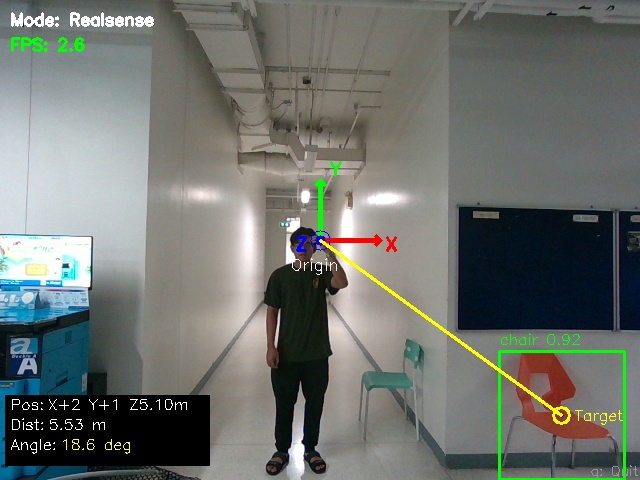 Mode: Realsense
FPS: 2.6
Y
Z
X
Origin
chair 0.92
Target
a
A
Double A
Pos: X+2 Y+1 Z5.10m
Dist: 5.53 m
Angle: 18.6 deg
q: Quit